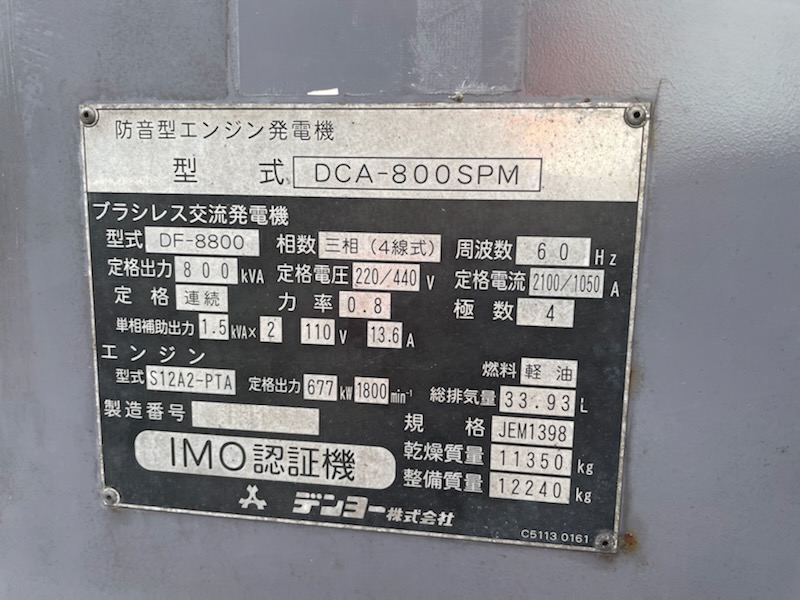 防音型エンジン発電機
型 式 DCA-800SPM
ブラシレス交流発電機
型式 DF-8800 相数 三相(4線式) 周波数 60 Hz
定格出力 800 kVA 定格電圧 220/440 V 定格電流 2100/1050 A
定格 連続 力率 0.8 極数 4
単相補助出力 1.5 kVA×2 110 V 13.6 A
エンジン 燃料 軽油
型式 S12A2-PTA 定格出力 677 kW 1800 min⁻¹ 総排気量 33.93 L
製造番号 規格 JEM1398
乾燥質量 11350 kg
IMO認証機 整備質量 12240 kg
デンヨー株式会社
C5113 0161